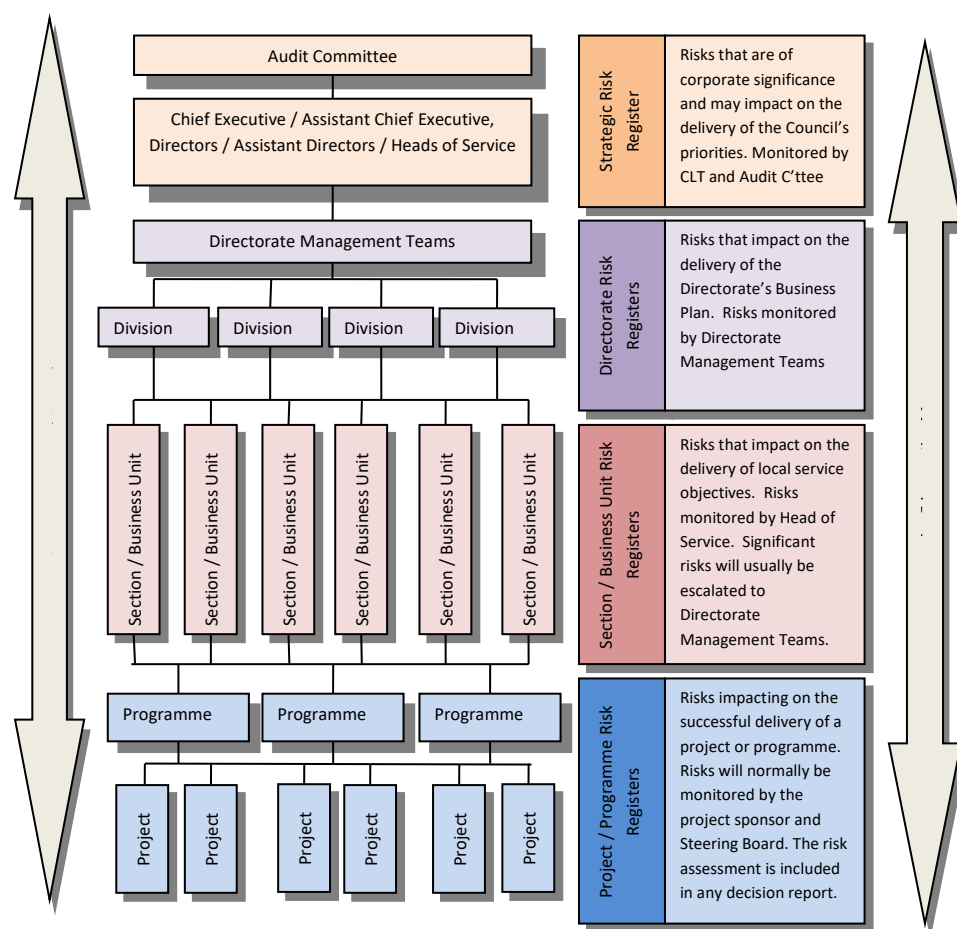 Audit Committee
Chief Executive / Assistant Chief Executive,
Directors / Assistant Directors / Heads of Service
Strategic Risk
Register
Risks that are of
corporate significance
and may impact on the
delivery of the Council’s
priorities. Monitored by
CLT and Audit C’ttee
Directorate Management Teams
Division
Division
Division
Division
Directorate Risk
Registers
Risks that impact on the
delivery of the
Directorate’s Business
Plan.  Risks monitored
by Directorate
Management Teams
Section / Business Unit
Section / Business Unit
Section / Business Unit
Section / Business Unit
Section / Business Unit
Section / Business Unit
Section / Business Unit Risk
Registers
Risks that impact on the
delivery of local service
objectives.  Risks
monitored by Head of
Service.  Significant
risks will usually be
escalated to
Directorate
Management Teams.
Programme
Programme
Programme
Project
Project
Project
Project
Project
Project
Project / Programme Risk
Registers
Risks impacting on the
successful delivery of a
project or programme.
Risks will normally be
monitored by the
project sponsor and
Steering Board. The risk
assessment is included
in any decision report.